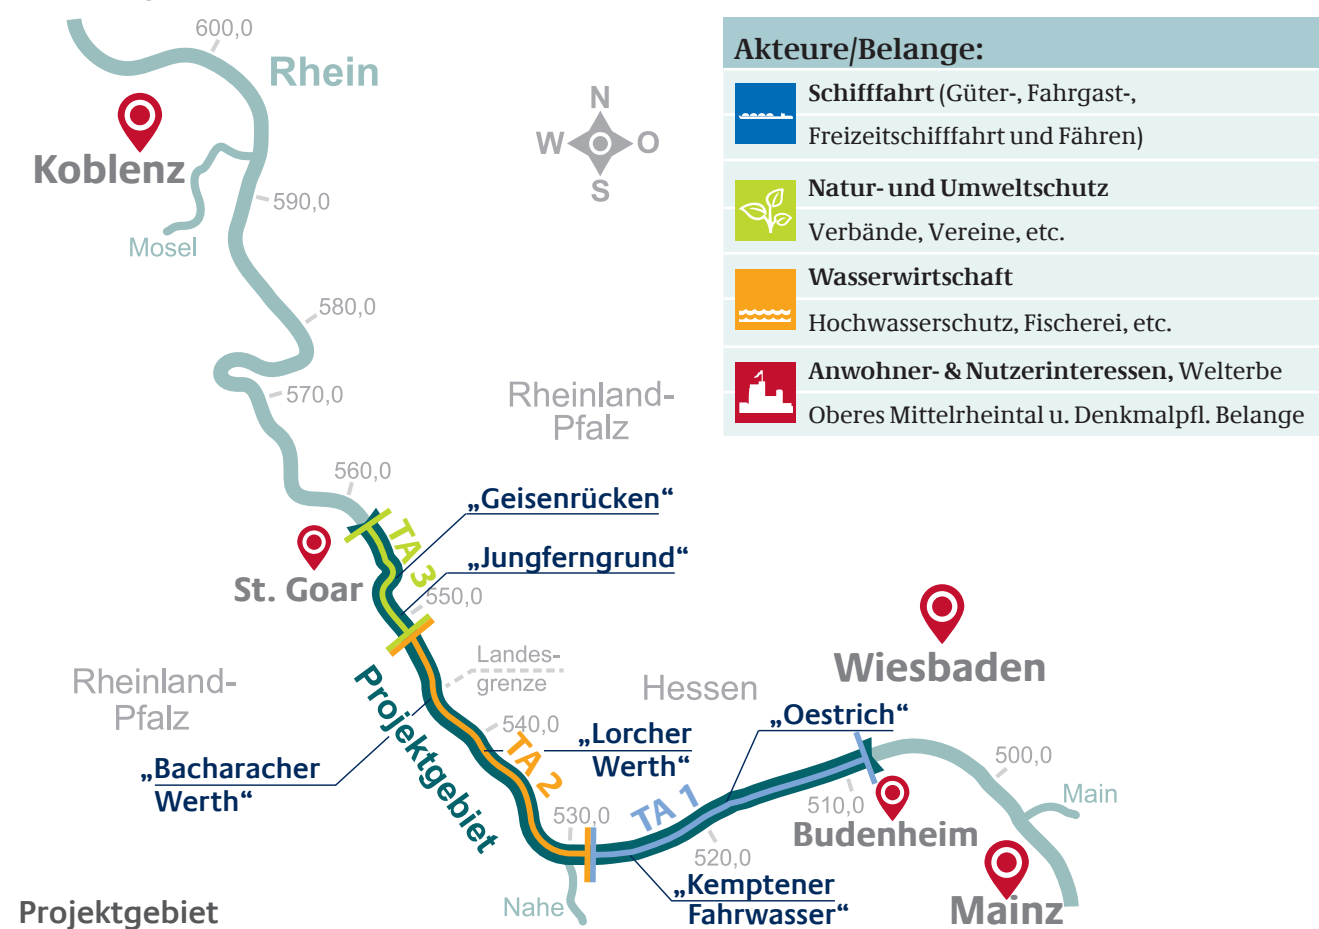 600,0
Rhein
Koblenz
N
W
O
S
590,0
Mosel
580,0
570,0
Rheinland-
Pfalz
560,0
„Geisenrücken“
TA 3
„Jungferngrund“
St. Goar
550,0
Landes-
grenze
Rheinland-
Pfalz
Projektgebiet
Hessen
Wiesbaden
„Oestrich“
540,0
„Lorcher
Werth“
TA 2
„Bacharacher
Werth“
500,0
Main
510,0
TA 1
530,0
Budenheim
520,0
„Kemptener
Fahrwasser“
Nahe
Mainz
Projektgebiet
Akteure/Belange:
Schifffahrt (Güter-, Fahrgast-,
Freizeitschifffahrt und Fähren)
Natur- und Umweltschutz
Verbände, Vereine, etc.
Wasserwirtschaft
Hochwasserschutz, Fischerei, etc.
Anwohner- & Nutzerinteressen, Welterbe
Oberes Mittelrheintal u. Denkmalpfl. Belange